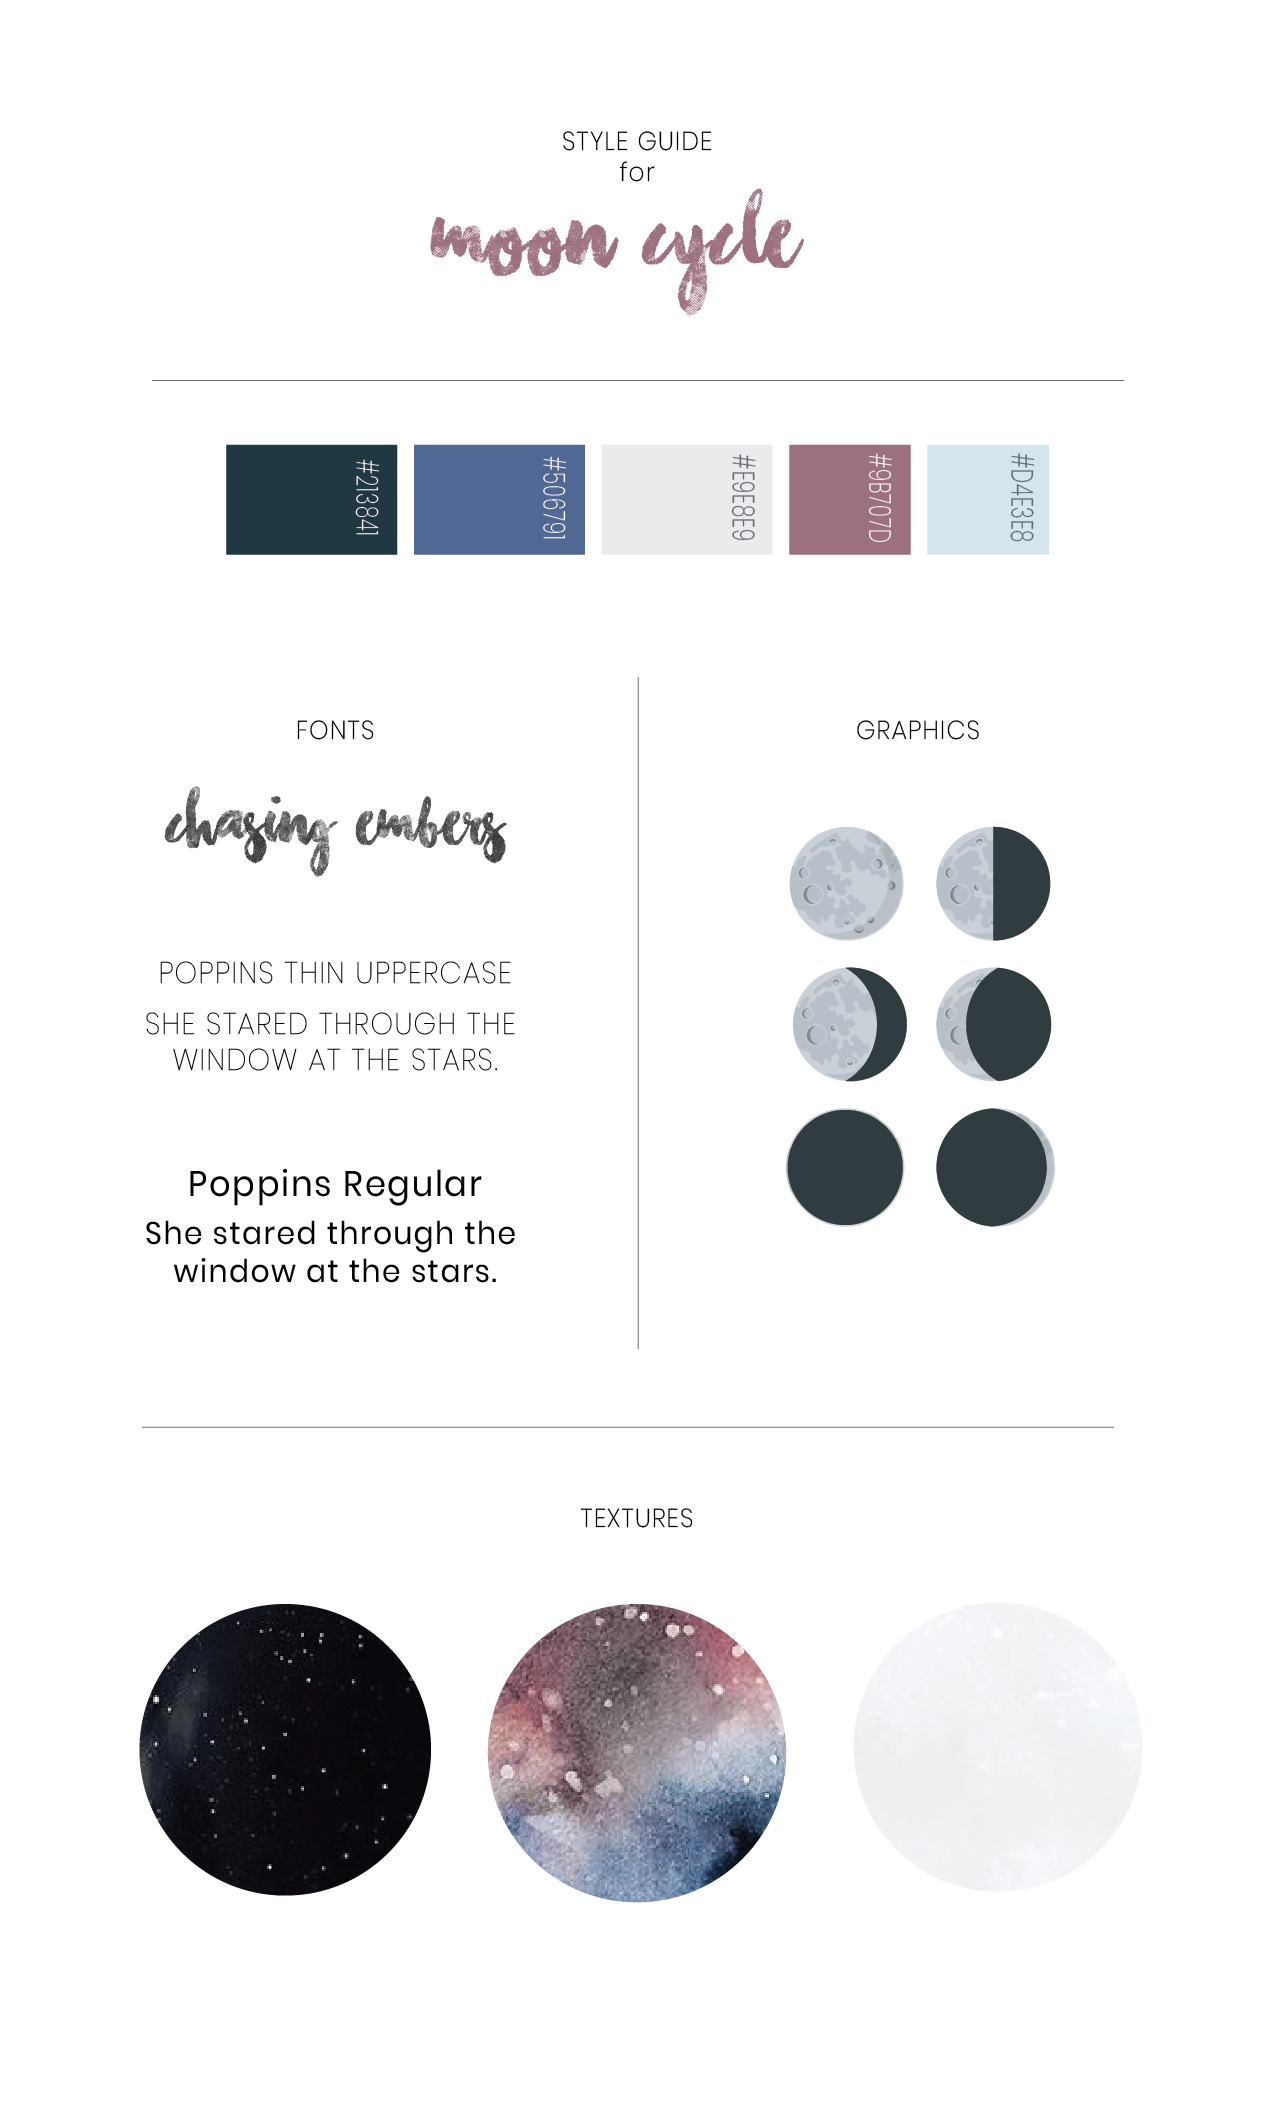 STYLE GUIDE
for
moon cycle
#213841
#506791
#E9E8E9
#9B707D
#D4E3E8
FONTS
chasing embers
POPPINS THIN UPPERCASE
SHE STARED THROUGH THE
WINDOW AT THE STARS.
Poppins Regular
She stared through the
window at the stars.
GRAPHICS
TEXTURES